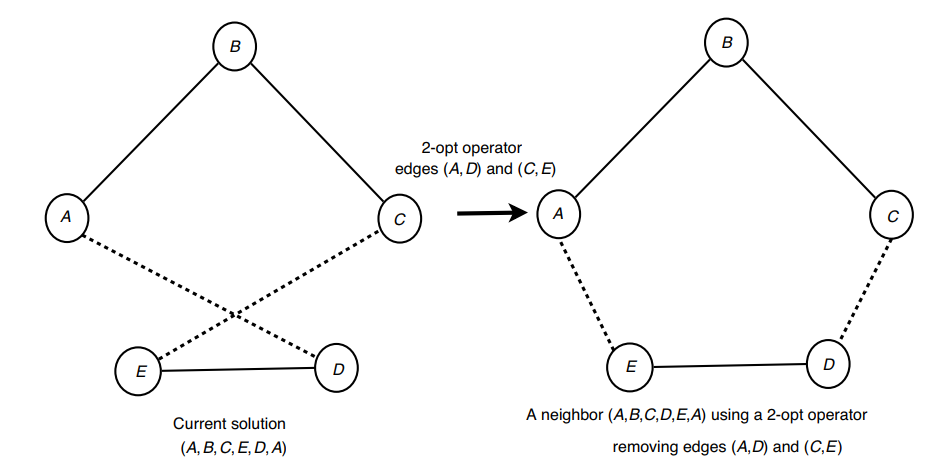 B
A
C
E
D
Current solution
(A, B, C, E, D, A)
2-opt operator
edges (A, D) and (C, E)
B
A
C
E
D
A neighbor (A,B,C,D,E,A) using a 2-opt operator
removing edges (A,D) and (C,E)